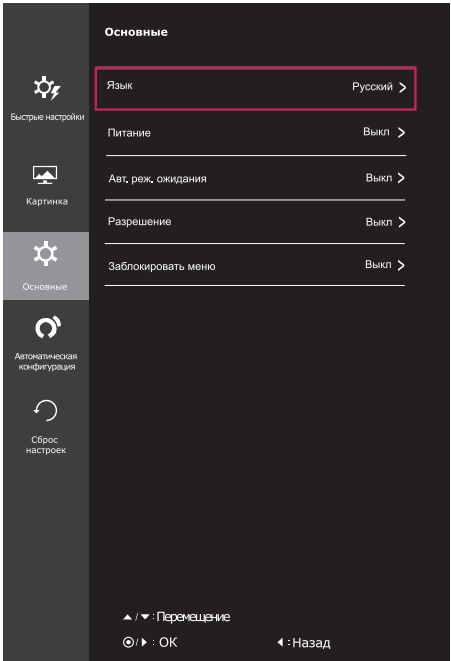 Основные
Быстрые настройки
Картинка
Основные
Автоматическая
конфигурация
Сброс
настроек
Язык Русский >
Питание Выкл >
Авт. реж. ожидания Выкл >
Разрешение Выкл >
Заблокировать меню Выкл >
▲/▼:Перемещение
◉/▶: OK ◀:Назад